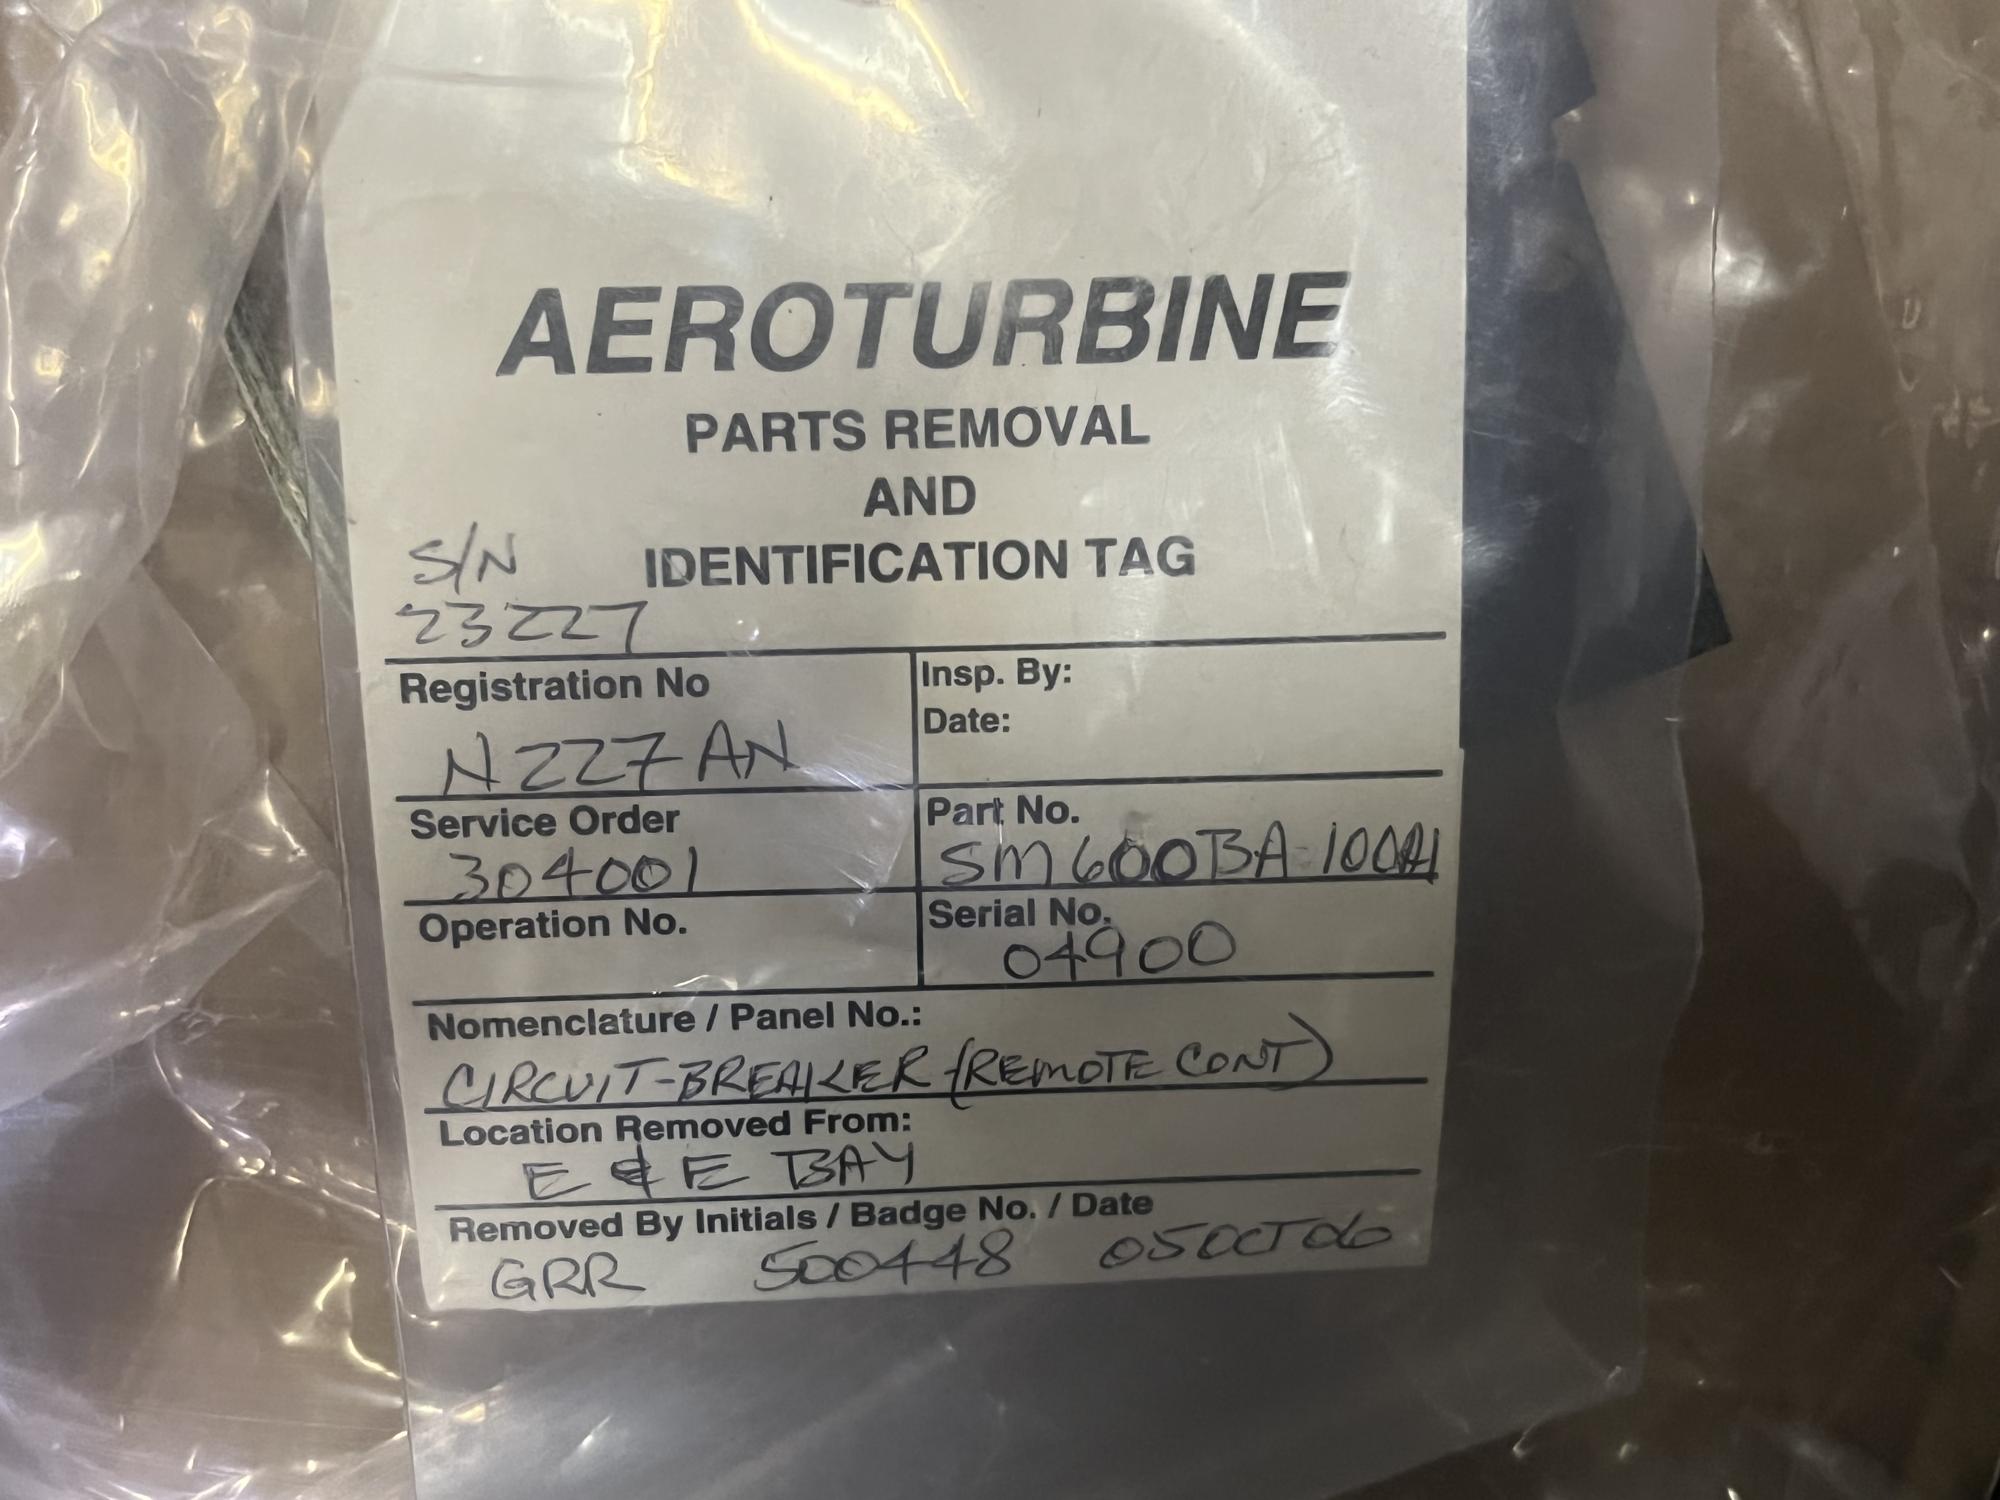 AEROTURBINE
PARTS REMOVAL
AND
IDENTIFICATION TAG
S/N
23227
Registration No
N227AN
Insp. By:
Date:
Service Order
304001
Part No.
SM600BA-100A1
Operation No.
Serial No.
04900
Nomenclature / Panel No.:
CIRCUIT-BREAKER (REMOTE CONT)
Location Removed From:
E & E BAY
Removed By Initials / Badge No. / Date
GRR 500448 05OCT06